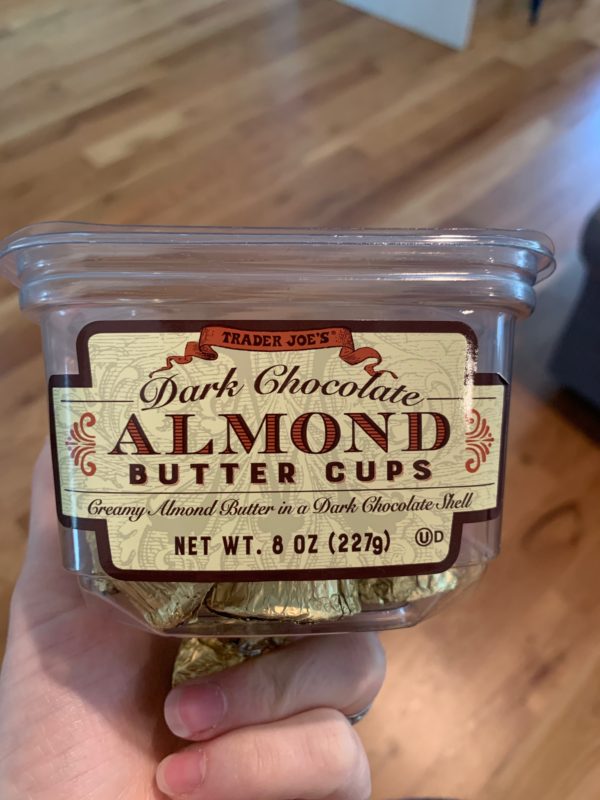 TRADER JOE'S®
Dark Chocolate
ALMOND
BUTTER CUPS
Creamy Almond Butter in a Dark Chocolate Shell
NET WT. 8 OZ (227g) Ⓤ D